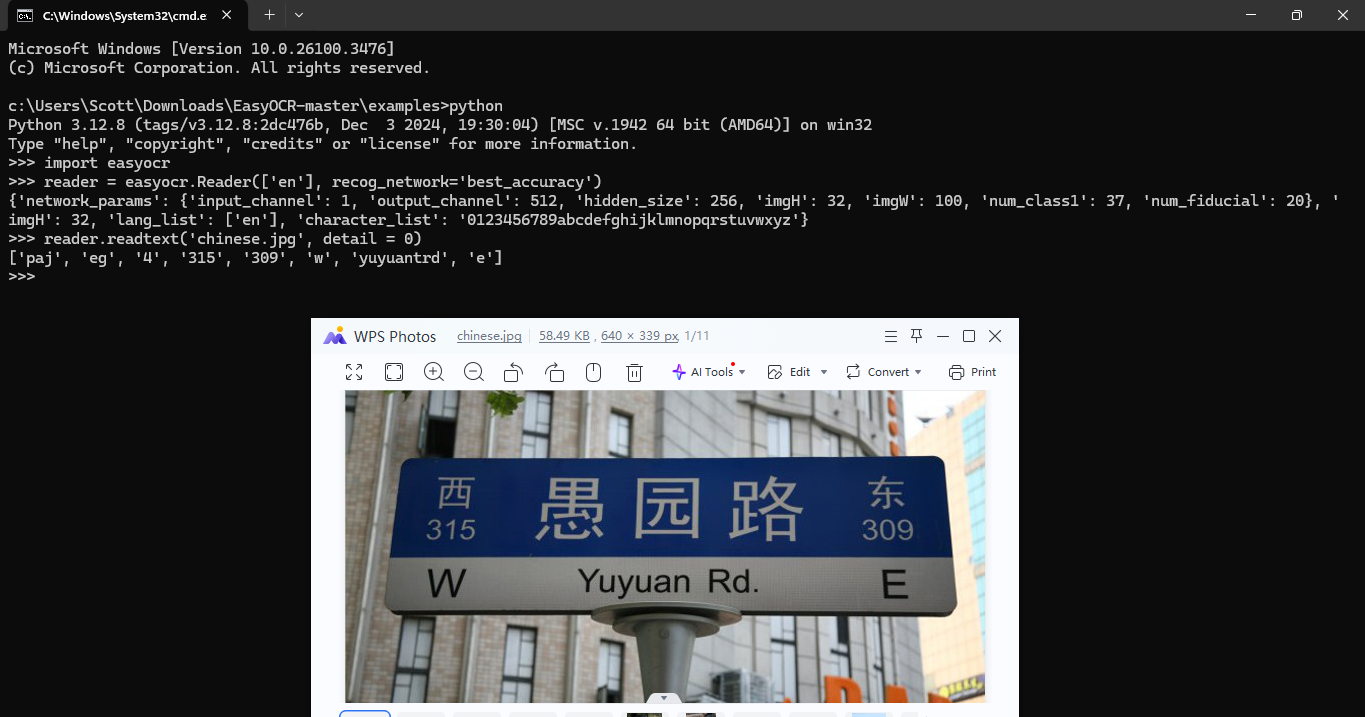 C:\Windows\System32\cmd.e
Microsoft Windows [Version 10.0.26100.3476]
(c) Microsoft Corporation. All rights reserved.
c:\Users\Scott\Downloads\EasyOCR-master\examples>python
Python 3.12.8 (tags/v3.12.8:2dc476b, Dec  3 2024, 19:30:04) [MSC v.1942 64 bit (AMD64)] on win32
Type "help", "copyright", "credits" or "license" for more information.
>>> import easyocr
>>> reader = easyocr.Reader(['en'], recog_network='best_accuracy')
{'network_params': {'input_channel': 1, 'output_channel': 512, 'hidden_size': 256, 'imgH': 32, 'imgW': 100, 'num_class1': 37, 'num_fiducial': 20}, '
imgH': 32, 'lang_list': ['en'], 'character_list': '0123456789abcdefghijklmnopqrstuvwxyz'}
>>> reader.readtext('chinese.jpg', detail = 0)
['paj', 'eg', '4', '315', '309', 'w', 'yuyuantrd', 'e']
>>>
WPS Photos chinese.jpg 58.49 KB , 640 × 339 px 1/11
AI Tools Edit Convert Print
西 愚园路 东
315 309
W Yuyuan Rd. E